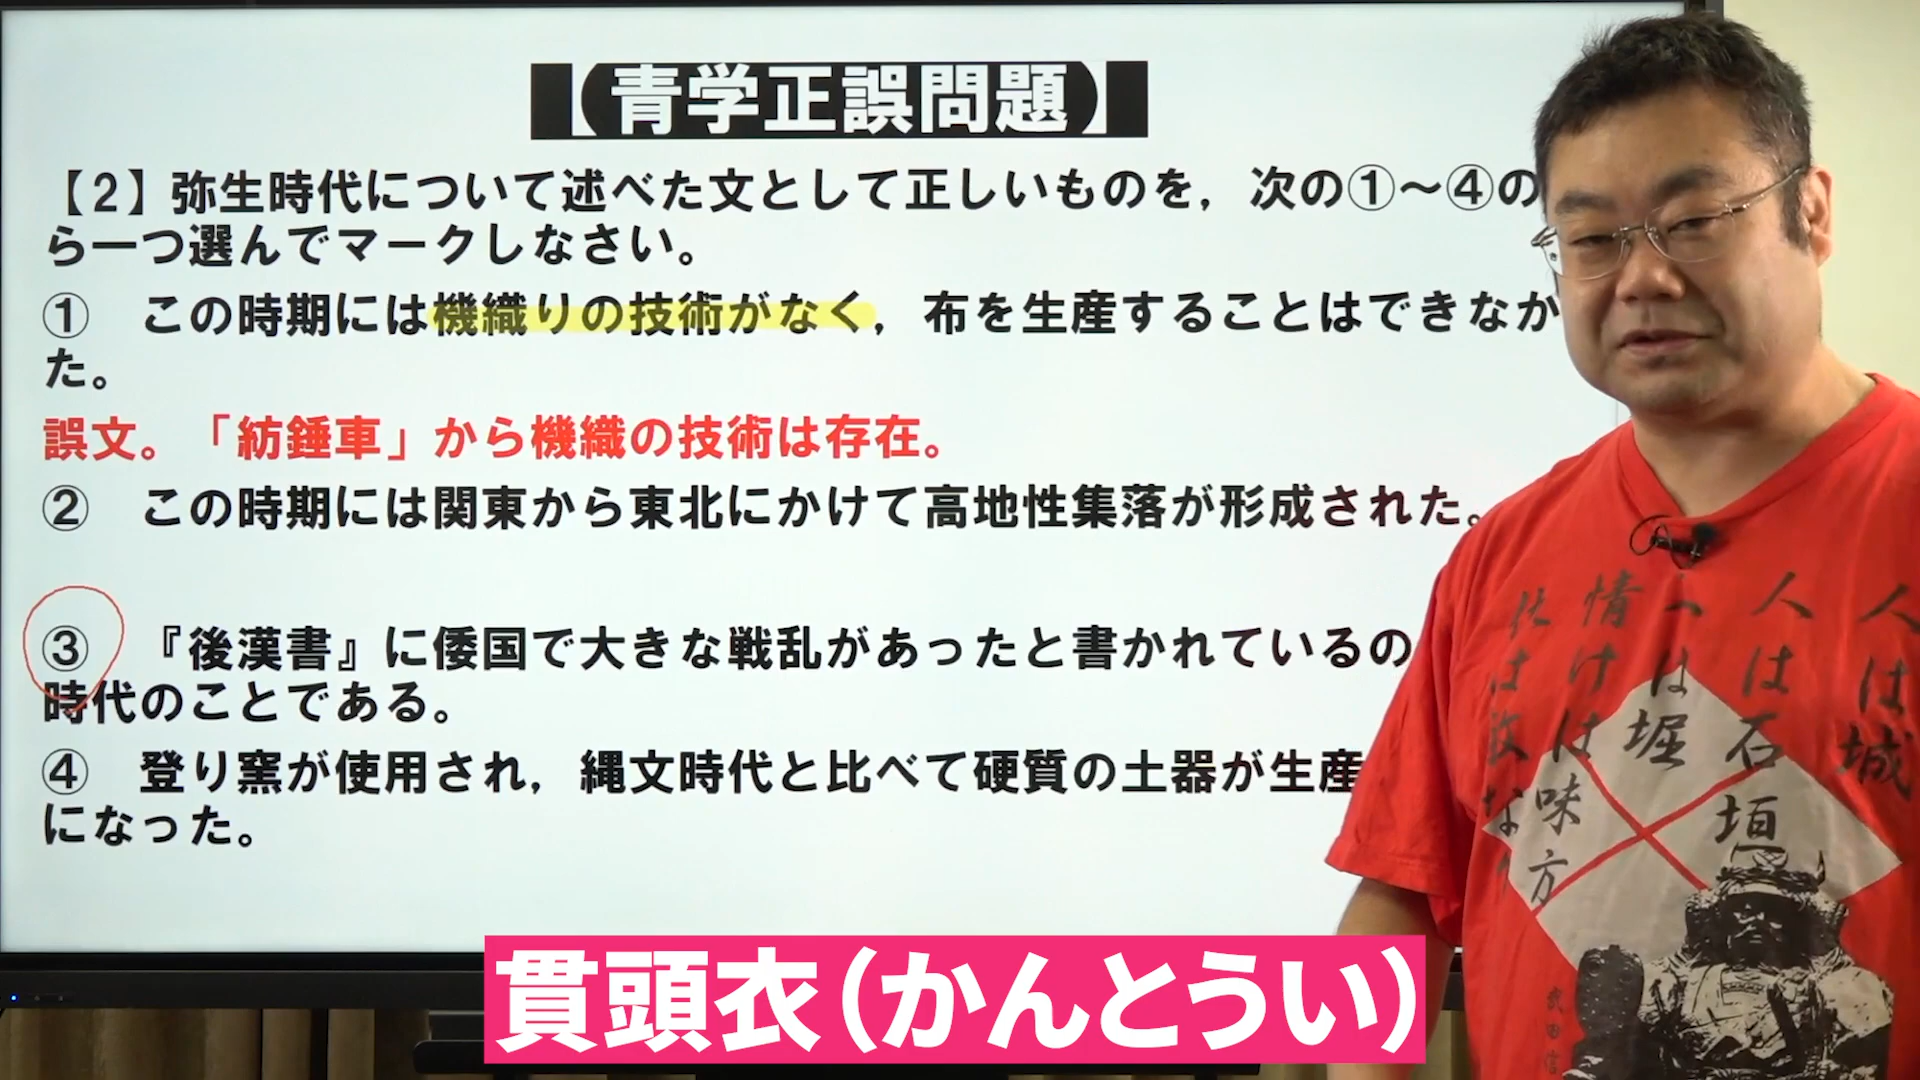 【（青学正誤問題）】
【２】弥生時代について述べた文として正しいものを，次の①～④の
ら一つ選んでマークしなさい。
①　この時期には機織りの技術がなく，布を生産することはできなか
た。
誤文。「紡錘車」から機織の技術は存在。
②　この時期には関東から東北にかけて高地性集落が形成された。
③　『後漢書』に倭国で大きな戦乱があったと書かれているの
時代のことである。
④　登り窯が使用され，縄文時代と比べて硬質の土器が生産
になった。
人は城
人は石垣
人は堀
情けは味方
仇は敵なり
貫頭衣（かんとうい）